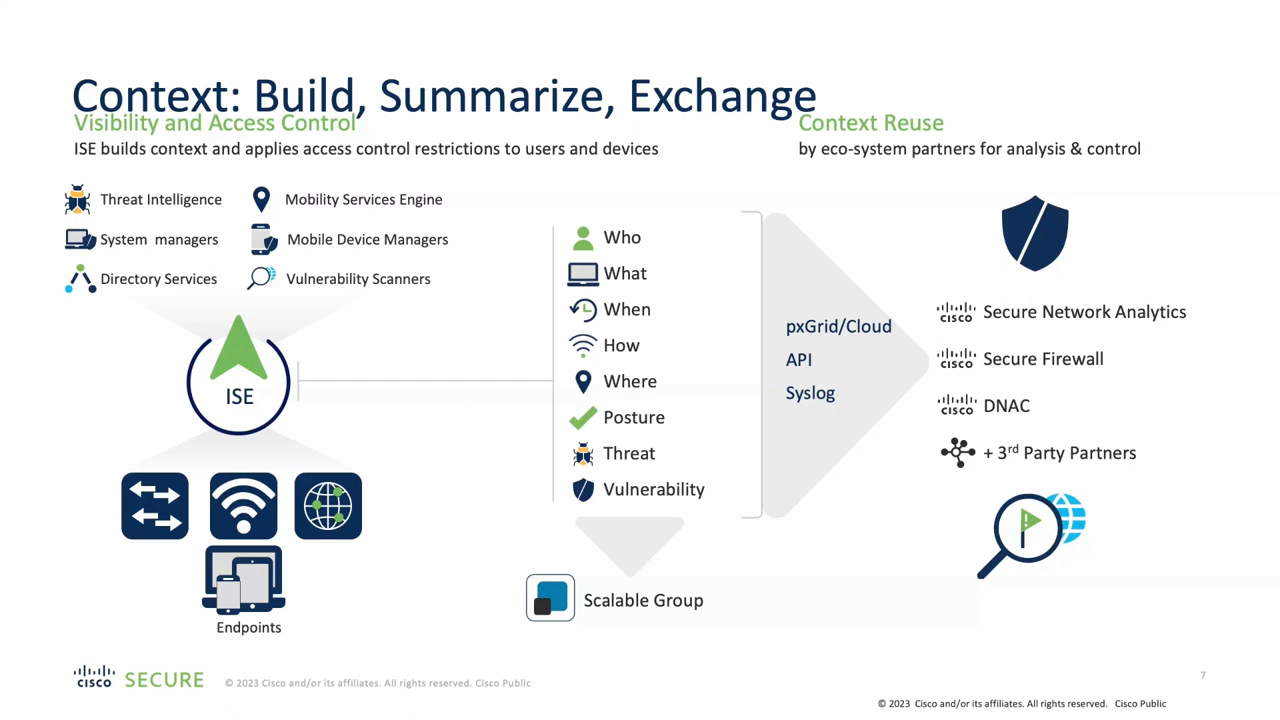 Context: Build, Summarize, Exchange
Visibility and Access Control
ISE builds context and applies access control restrictions to users and devices
Context Reuse
by eco-system partners for analysis & control
Threat Intelligence
Mobility Services Engine
System managers
Mobile Device Managers
Directory Services
Vulnerability Scanners
ISE
Endpoints
Who
What
When
How
Where
Posture
Threat
Vulnerability
Scalable Group
pxGrid/Cloud
API
Syslog
CISCO Secure Network Analytics
CISCO Secure Firewall
CISCO DNAC
+ 3rd Party Partners
CISCO SECURE
© 2023 Cisco and/or its affiliates. All rights reserved. Cisco Public
7
© 2023 Cisco and/or its affiliates. All rights reserved. Cisco Public